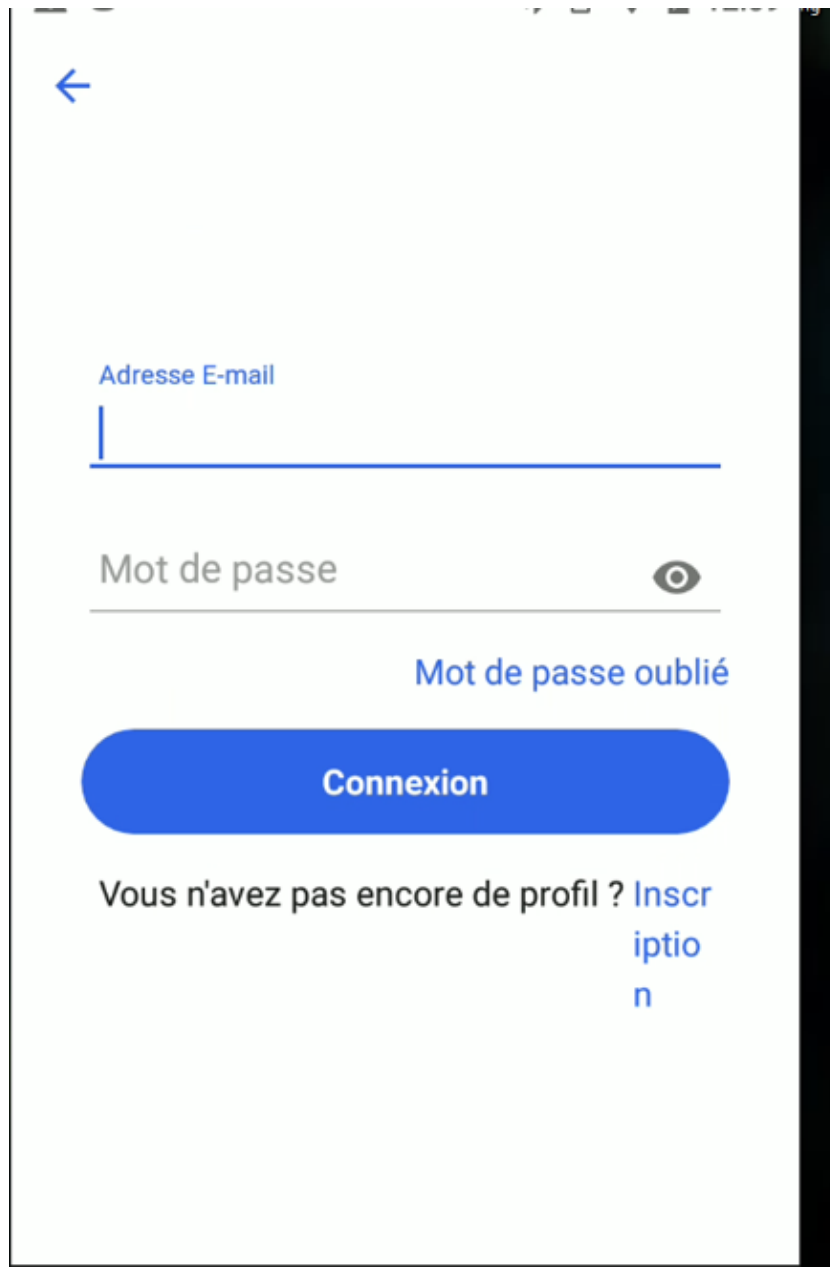 Adresse E-mail
Mot de passe
Mot de passe oublié
Connexion
Vous n'avez pas encore de profil ? Inscr
iptio
n